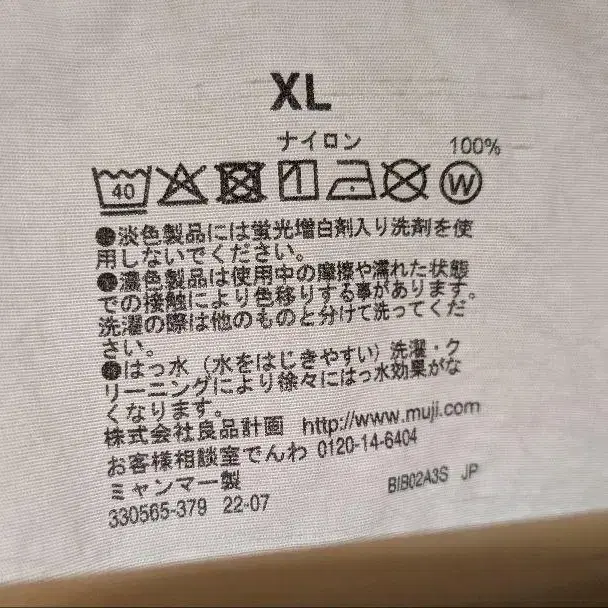 XL
ナイロン 100%
40 W
●淡色製品には蛍光増白剤入り洗剤を使
用しないでください。
●濃色製品は使用中の摩擦や濡れた状態
での接触により色移りする事があります。
洗濯の際は他のものと分けて洗ってくだ
さい。
●はっ水（水をはじきやすい）洗濯・ク
リーニングにより徐々にはっ水効果がな
くなります。
株式会社良品計画 http://www.muji.com
お客様相談室でんわ 0120-14-6404
ミャンマー製 BIB02A3S JP
330565-379 22-07